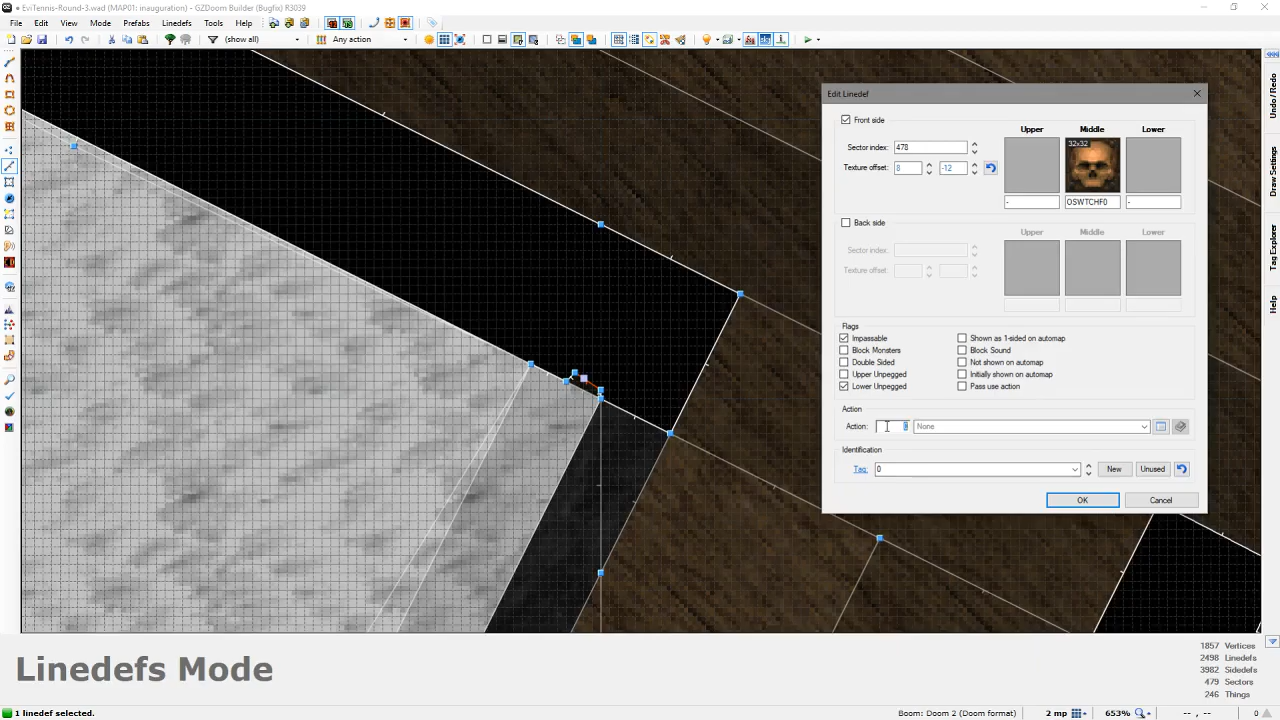 EviTennis-Round-3.wad (MAP01: inauguration) - GZDoom Builder (Bugfix) R3039
File Edit View Mode Prefabs Linedefs Tools Help
(show all) Any action
Edit Linedef
Front side
Upper Middle Lower
Sector index: 478
32x32
Texture offset: 8 -12
- OSWTCHF0 -
Back side
Upper Middle Lower
Sector index:
Texture offset:
Flags
Impassable Shown as 1-sided on automap
Block Monsters Block Sound
Double Sided Not shown on automap
Upper Unpegged Initially shown on automap
Lower Unpegged Pass use action
Action
Action: None
Identification
Tag: 0 New Unused
OK Cancel
Undo / Redo
Draw Settings
Tag Explorer
Help
Linedefs Mode
1857 Vertices
2498 Linedefs
3982 Sidedefs
479 Sectors
246 Things
1 linedef selected. Boom: Doom 2 (Doom format) 2 mp 653% -- , -- 0